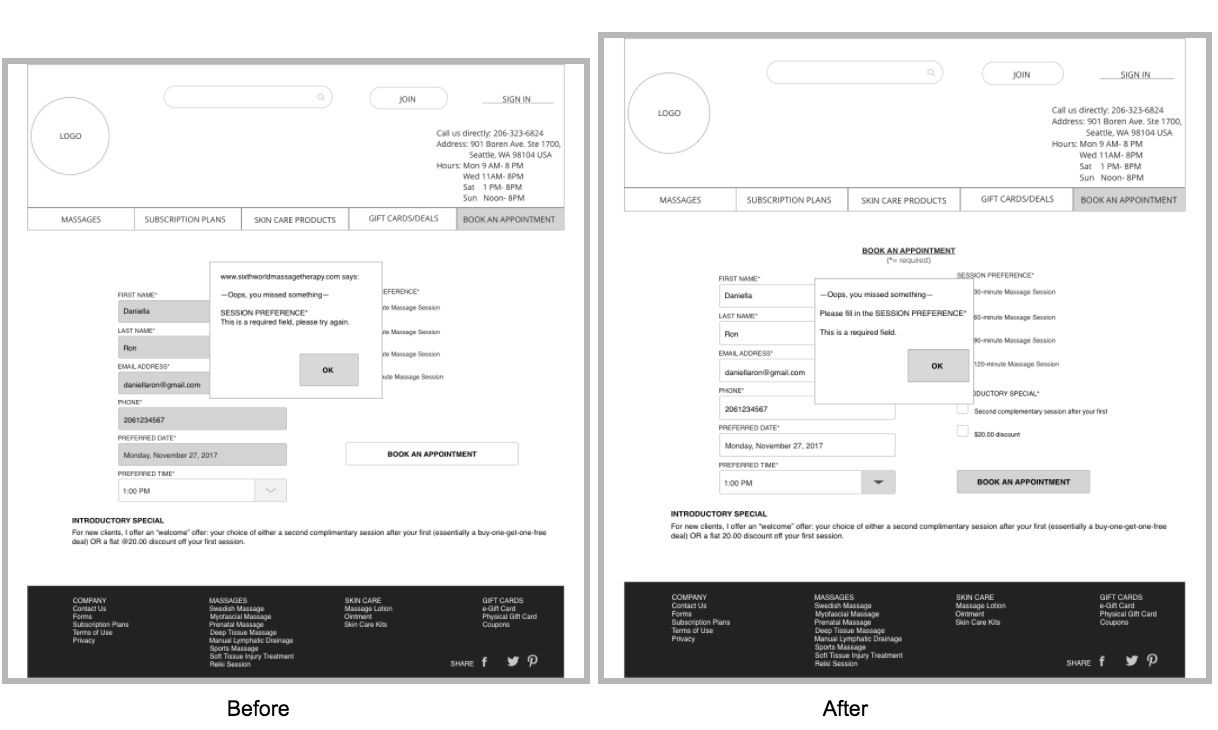 JOIN
SIGN IN
LOGO
Call us directly: 206-323-6824
Address: 901 Boren Ave. Ste 1700,
Seattle, WA 98104 USA
Hours: Mon 9 AM- 8 PM
Wed 11AM- 8PM
Sat 1 PM- 8PM
Sun Noon- 8PM
MASSAGES
SUBSCRIPTION PLANS
SKIN CARE PRODUCTS
GIFT CARDS/DEALS
BOOK AN APPOINTMENT
www.sixthworldmassagetherapy.com says:
—Oops, you missed something—
SESSION PREFERENCE*
This is a required field, please try again.
OK
FIRST NAME*
Daniella
LAST NAME*
Ron
EMAIL ADDRESS*
daniellaron@gmail.com
PHONE*
2061234567
PREFERRED DATE*
Monday, November 27, 2017
PREFERRED TIME*
1:00 PM
EFERENCE*
te Massage Session
te Massage Session
te Massage Session
nute Massage Session
BOOK AN APPOINTMENT
INTRODUCTORY SPECIAL
For new clients, I offer an "welcome" offer: your choice of either a second complimentary session after your first (essentially a buy-one-get-one-free
deal) OR a flat @20.00 discount off your first session.
COMPANY
Contact Us
Forms
Subscription Plans
Terms of Use
Privacy
MASSAGES
Swedish Massage
Myofascial Massage
Prenatal Massage
Deep Tissue Massage
Manual Lymphatic Drainage
Sports Massage
Soft Tissue Injury Treatment
Reiki Session
SKIN CARE
Massage Lotion
Ointment
Skin Care Kits
GIFT CARDS
e-Gift Card
Physical Gift Card
Coupons
SHARE
Before
JOIN
SIGN IN
LOGO
Call us directly: 206-323-6824
Address: 901 Boren Ave. Ste 1700,
Seattle, WA 98104 USA
Hours: Mon 9 AM- 8 PM
Wed 11AM- 8PM
Sat 1 PM- 8PM
Sun Noon- 8PM
MASSAGES
SUBSCRIPTION PLANS
SKIN CARE PRODUCTS
GIFT CARDS/DEALS
BOOK AN APPOINTMENT
BOOK AN APPOINTMENT
(*= required)
FIRST NAME*
Daniella
LAST NAME*
Ron
EMAIL ADDRESS*
daniellaron@gmail.com
PHONE*
2061234567
PREFERRED DATE*
Monday, November 27, 2017
PREFERRED TIME*
1:00 PM
—Oops, you missed something—
Please fill in the SESSION PREFERENCE*
This is a required field.
OK
SESSION PREFERENCE*
30-minute Massage Session
60-minute Massage Session
90-minute Massage Session
120-minute Massage Session
ODUCTORY SPECIAL*
Second complementary session after your first
$20.00 discount
BOOK AN APPOINTMENT
INTRODUCTORY SPECIAL
For new clients, I offer an "welcome" offer: your choice of either a second complimentary session after your first (essentially a buy-one-get-one-free
deal) OR a flat 20.00 discount off your first session.
COMPANY
Contact Us
Forms
Subscription Plans
Terms of Use
Privacy
MASSAGES
Swedish Massage
Myofascial Massage
Prenatal Massage
Deep Tissue Massage
Manual Lymphatic Drainage
Sports Massage
Soft Tissue Injury Treatment
Reiki Session
SKIN CARE
Massage Lotion
Ointment
Skin Care Kits
GIFT CARDS
e-Gift Card
Physical Gift Card
Coupons
SHARE
After